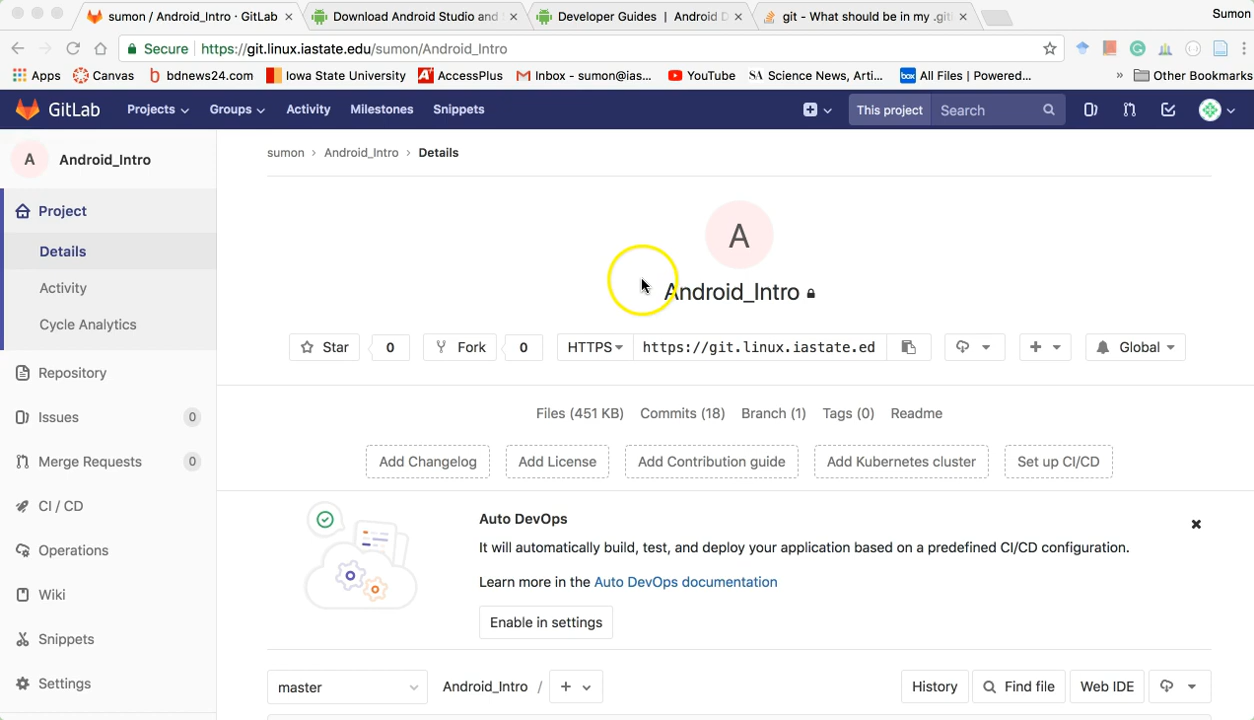 sumon / Android_Intro · GitLab
Download Android Studio and
Developer Guides | Android D
git - What should be in my .giti
Sumon
Secure https://git.linux.iastate.edu/sumon/Android_Intro
Apps
Canvas
bdnews24.com
Iowa State University
AccessPlus
Inbox - sumon@ias...
YouTube
SA Science News, Arti...
box All Files | Powered...
»
Other Bookmarks
GitLab
Projects
Groups
Activity
Milestones
Snippets
This project
Search
A
Android_Intro
sumon > Android_Intro > Details
Project
Details
Activity
Cycle Analytics
Repository
Issues 0
Merge Requests 0
CI / CD
Operations
Wiki
Snippets
Settings
A
Android_Intro
Star 0
Fork 0
HTTPS
https://git.linux.iastate.ed
Global
Files (451 KB) Commits (18) Branch (1) Tags (0) Readme
Add Changelog
Add License
Add Contribution guide
Add Kubernetes cluster
Set up CI/CD
Auto DevOps
It will automatically build, test, and deploy your application based on a predefined CI/CD configuration.
Learn more in the Auto DevOps documentation
Enable in settings
master
Android_Intro /
History
Find file
Web IDE